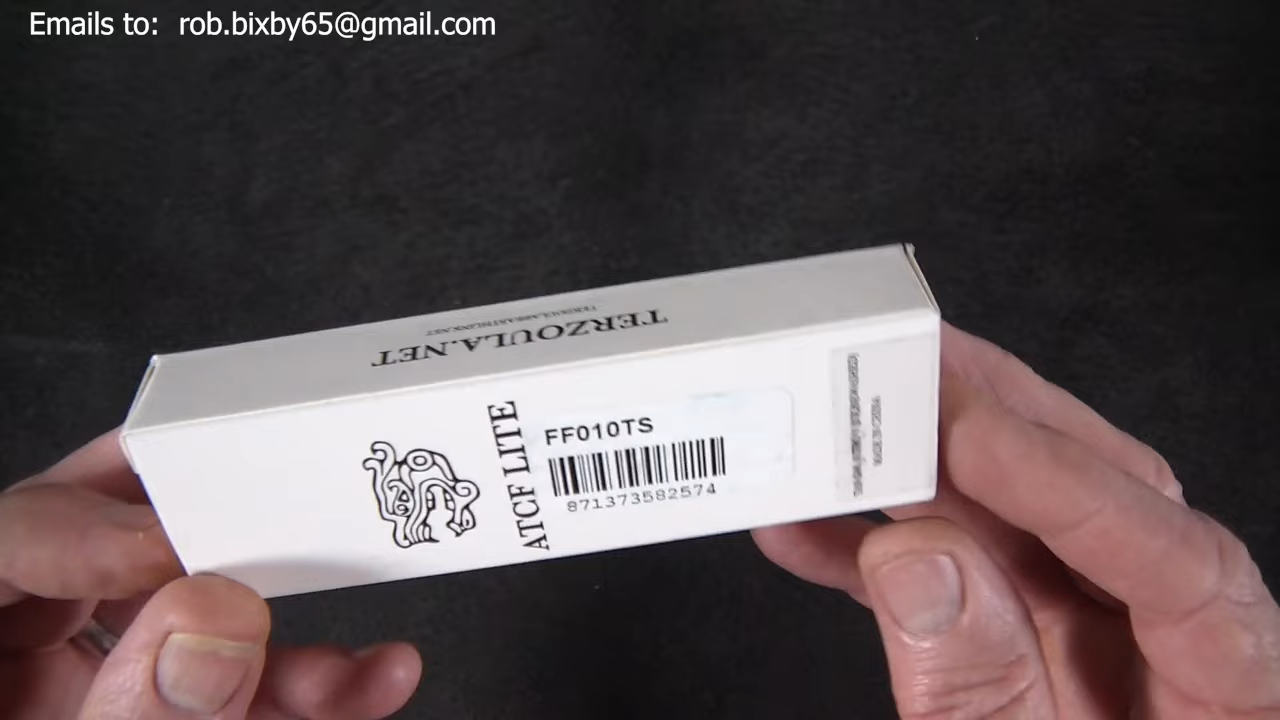 Emails to: rob.bixby65@gmail.com
TERZOULA.NET
ATCF LITE
FF010TS
871373582574